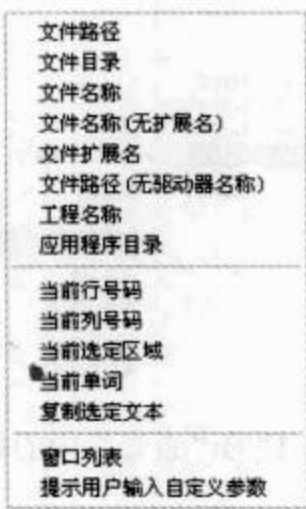 文件路径
文件目录
文件名称
文件名称(无扩展名)
文件扩展名
文件路径(无驱动器名称)
工程名称
应用程序目录
当前行号码
当前列号码
当前选定区域
当前单词
复制选定文本
窗口列表
提示用户输入自定义参数